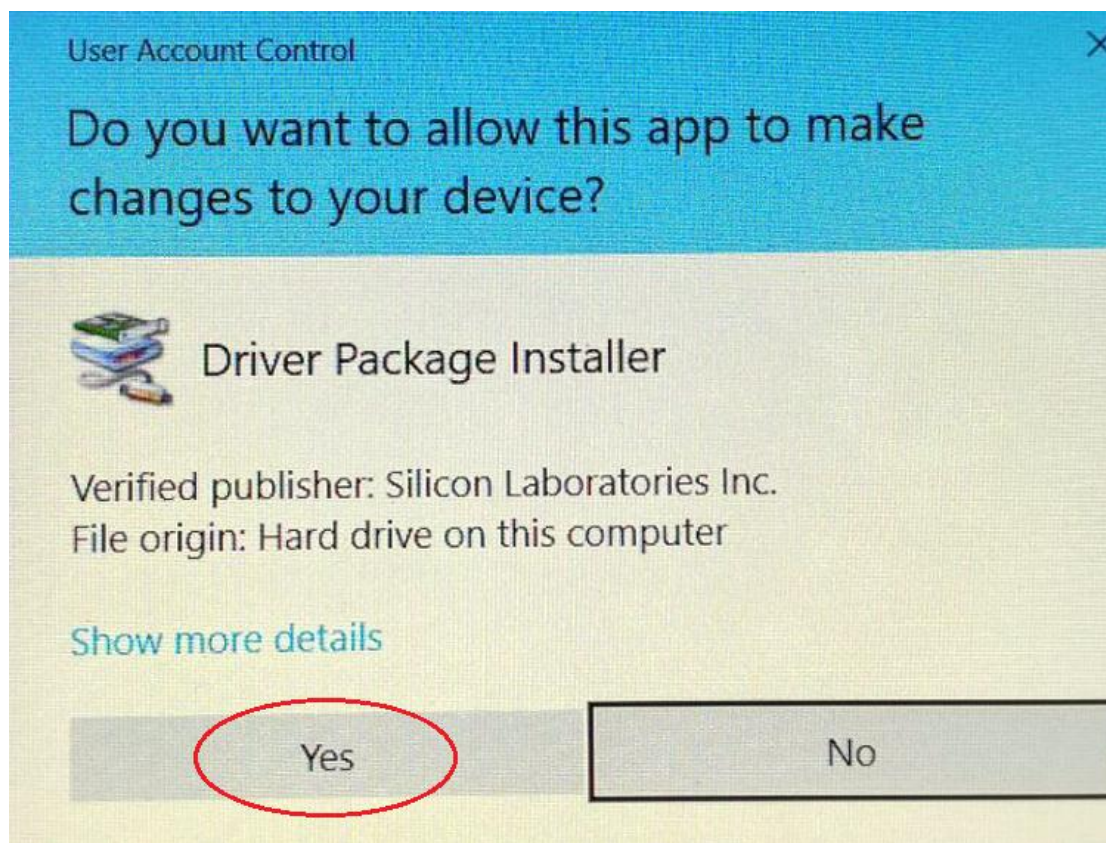 User Account Control
Do you want to allow this app to make
changes to your device?
Driver Package Installer
Verified publisher: Silicon Laboratories Inc.
File origin: Hard drive on this computer
Show more details
Yes
No